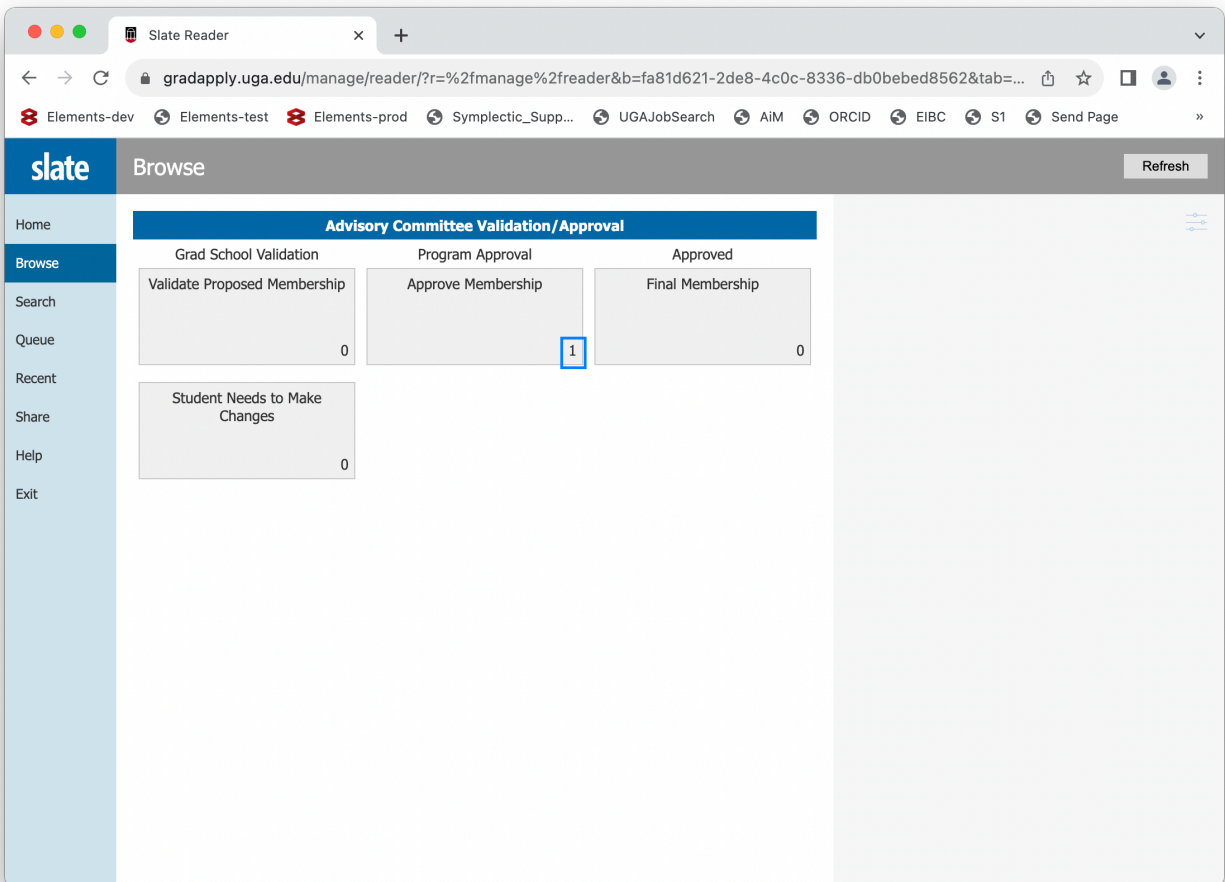 Slate Reader
gradapply.uga.edu/manage/reader/?r=%2fmanage%2freader&b=fa81d621-2de8-4c0c-8336-db0bebed8562&tab=...
Elements-dev Elements-test Elements-prod Symplectic_Supp... UGAJobSearch AiM ORCID EIBC S1 Send Page »
slate Browse Refresh
Home
Browse
Search
Queue
Recent
Share
Help
Exit
Advisory Committee Validation/Approval
Grad School Validation Program Approval Approved
Validate Proposed Membership Approve Membership Final Membership
0 1 0
Student Needs to Make
Changes
0